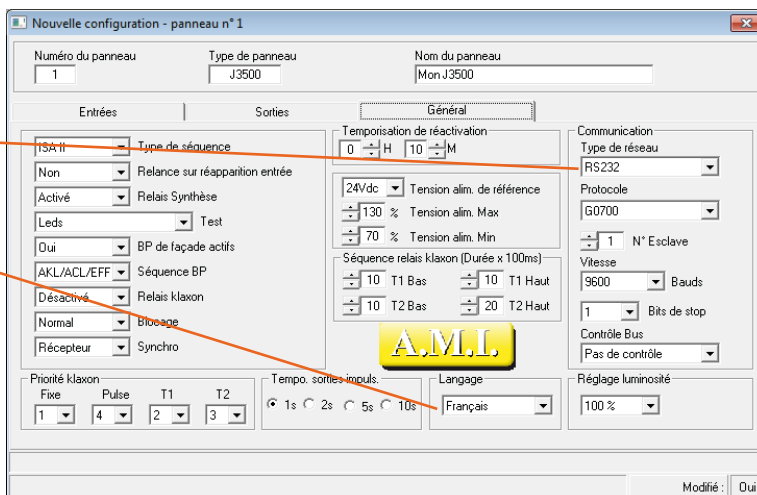 Nouvelle configuration - panneau n° 1
Numéro du panneau
Type de panneau
Nom du panneau
1
J3500
Mon J3500
Entrées
Sorties
Général
ISA II
Type de séquence
Non
Relance sur réapparition entrée
Activé
Relais Synthèse
Leds
Test
Oui
BP de façade actifs
AKL/ACL/EFF
Séquence BP
Désactivé
Relais klaxon
Normal
Blocage
Récepteur
Synchro
Temporisation de réactivation
0 H 10 M
24Vdc
Tension alim. de référence
130 % Tension alim. Max
70 % Tension alim. Min
Séquence relais klaxon (Durée x 100ms)
10 T1 Bas 10 T1 Haut
10 T2 Bas 20 T2 Haut
A.M.I.
Communication
Type de réseau
RS232
Protocole
G0700
1 N° Esclave
Vitesse
9600 Bauds
1 Bits de stop
Contrôle Bus
Pas de contrôle
Priorité klaxon
Fixe Pulse T1 T2
1 4 2 3
Tempo. sorties impuls.
1s 2s 5s 10s
Langage
Français
Réglage luminosité
100 %
Modifié : Oui